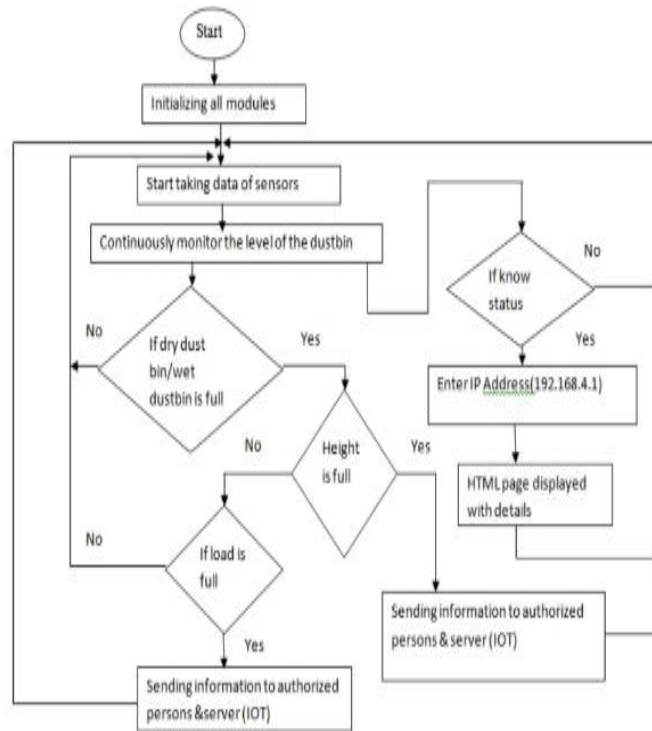 Start
Initializing all modules
Start taking data of sensors
Continuously monitor the level of the dustbin
If know
status
No
Yes
No
If dry dust
bin/wet
dustbin is full
Yes
Enter IP Address(192.168.4.1)
No
Height
is full
Yes
HTML page displayed
with details
No
If load is
full
Yes
Sending information to authorized
persons & server (IOT)
Sending information to authorized
persons &server (IOT)